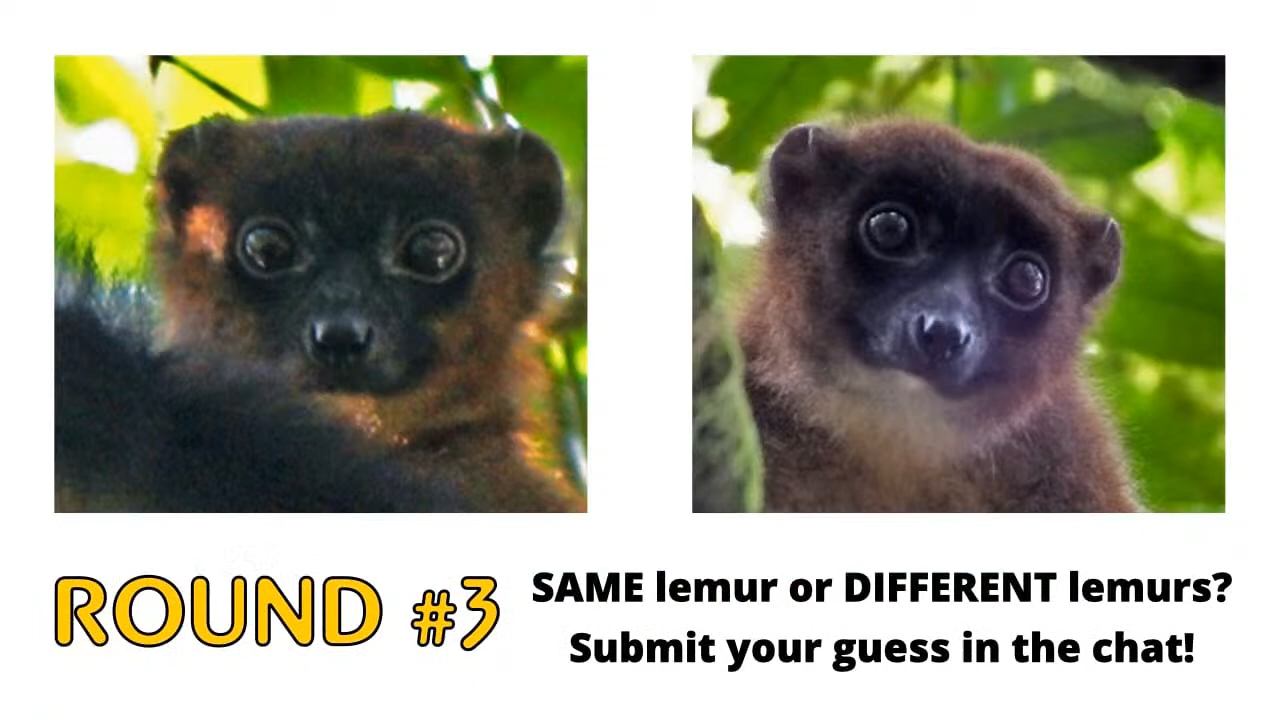 ROUND #3
SAME lemur or DIFFERENT lemurs?
Submit your guess in the chat!